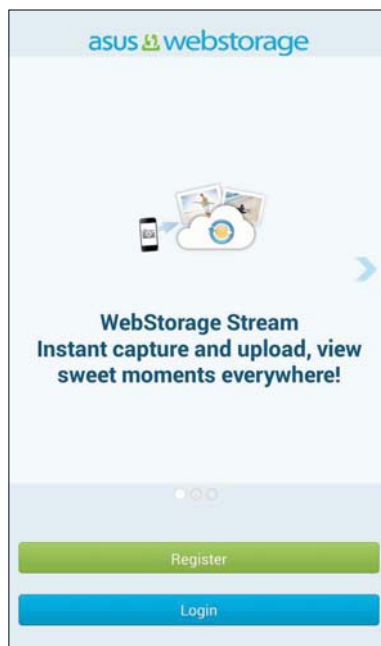 asus webstorage
WebStorage Stream
Instant capture and upload, view
sweet moments everywhere!
Register
Login